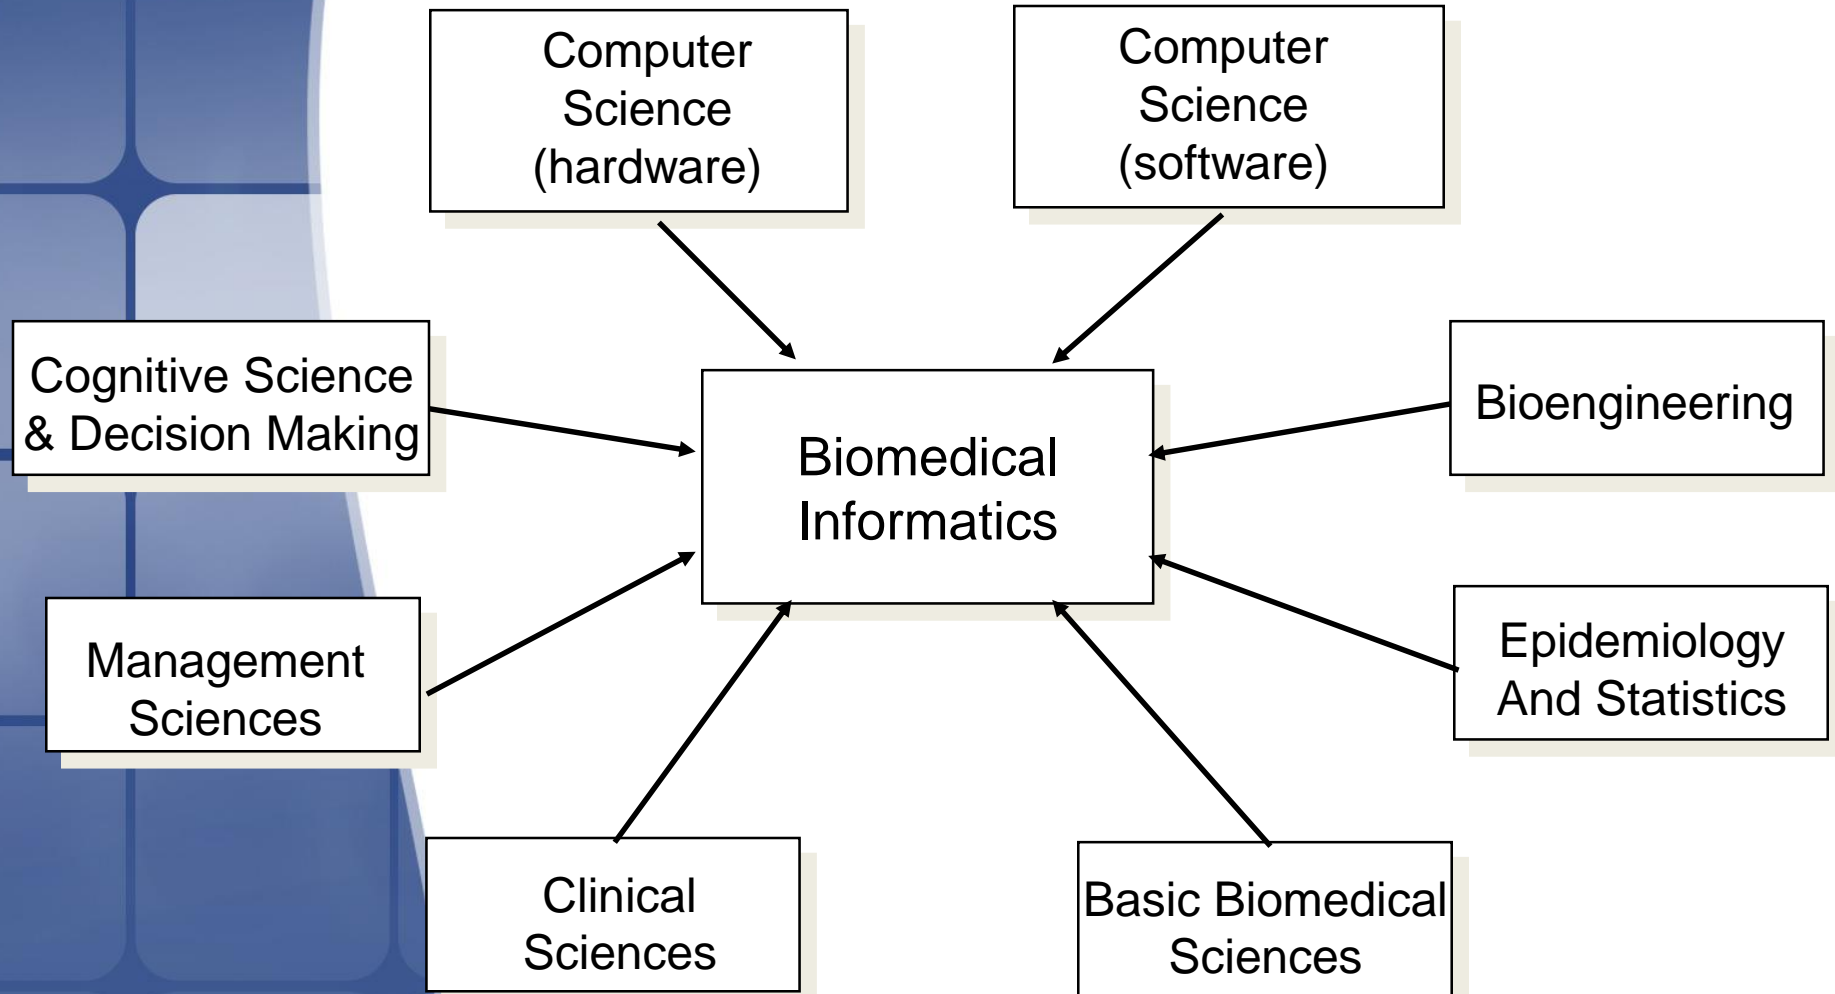 Computer
Science
(hardware)
Computer
Science
(software)
Cognitive Science
& Decision Making
Biomedical
Informatics
Bioengineering
Management
Sciences
Epidemiology
And Statistics
Clinical
Sciences
Basic Biomedical
Sciences